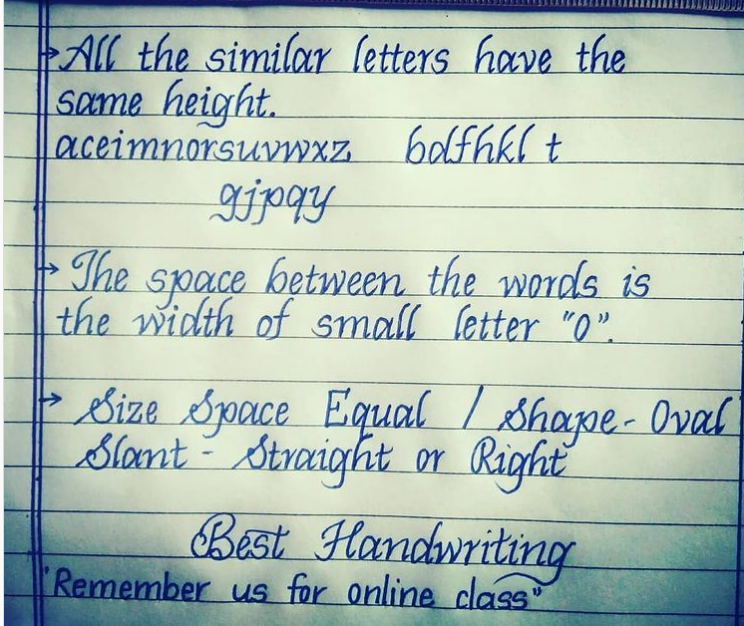 → All the similar letters have the
same height.
aceimnorsuvwxz bdfhkl t
gjpqy
→ The space between the words is
the width of small letter "o".
→ Size Space Equal / Shape - Oval
Slant - Straight or Right
Best Handwriting
"Remember us for online class"